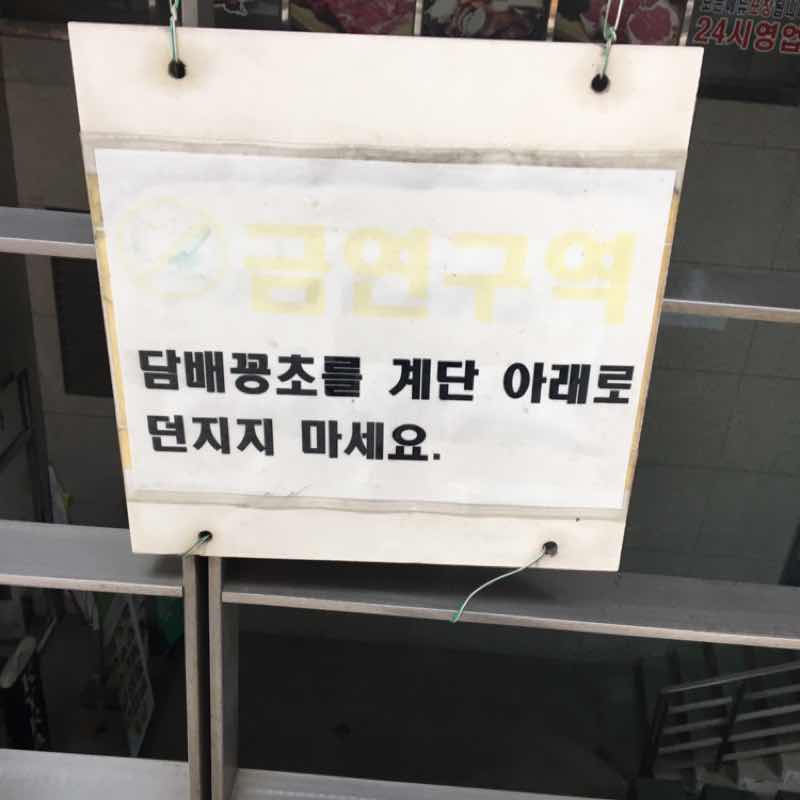 24시영업
금연구역
담배꽁초를 계단 아래로
던지지 마세요.